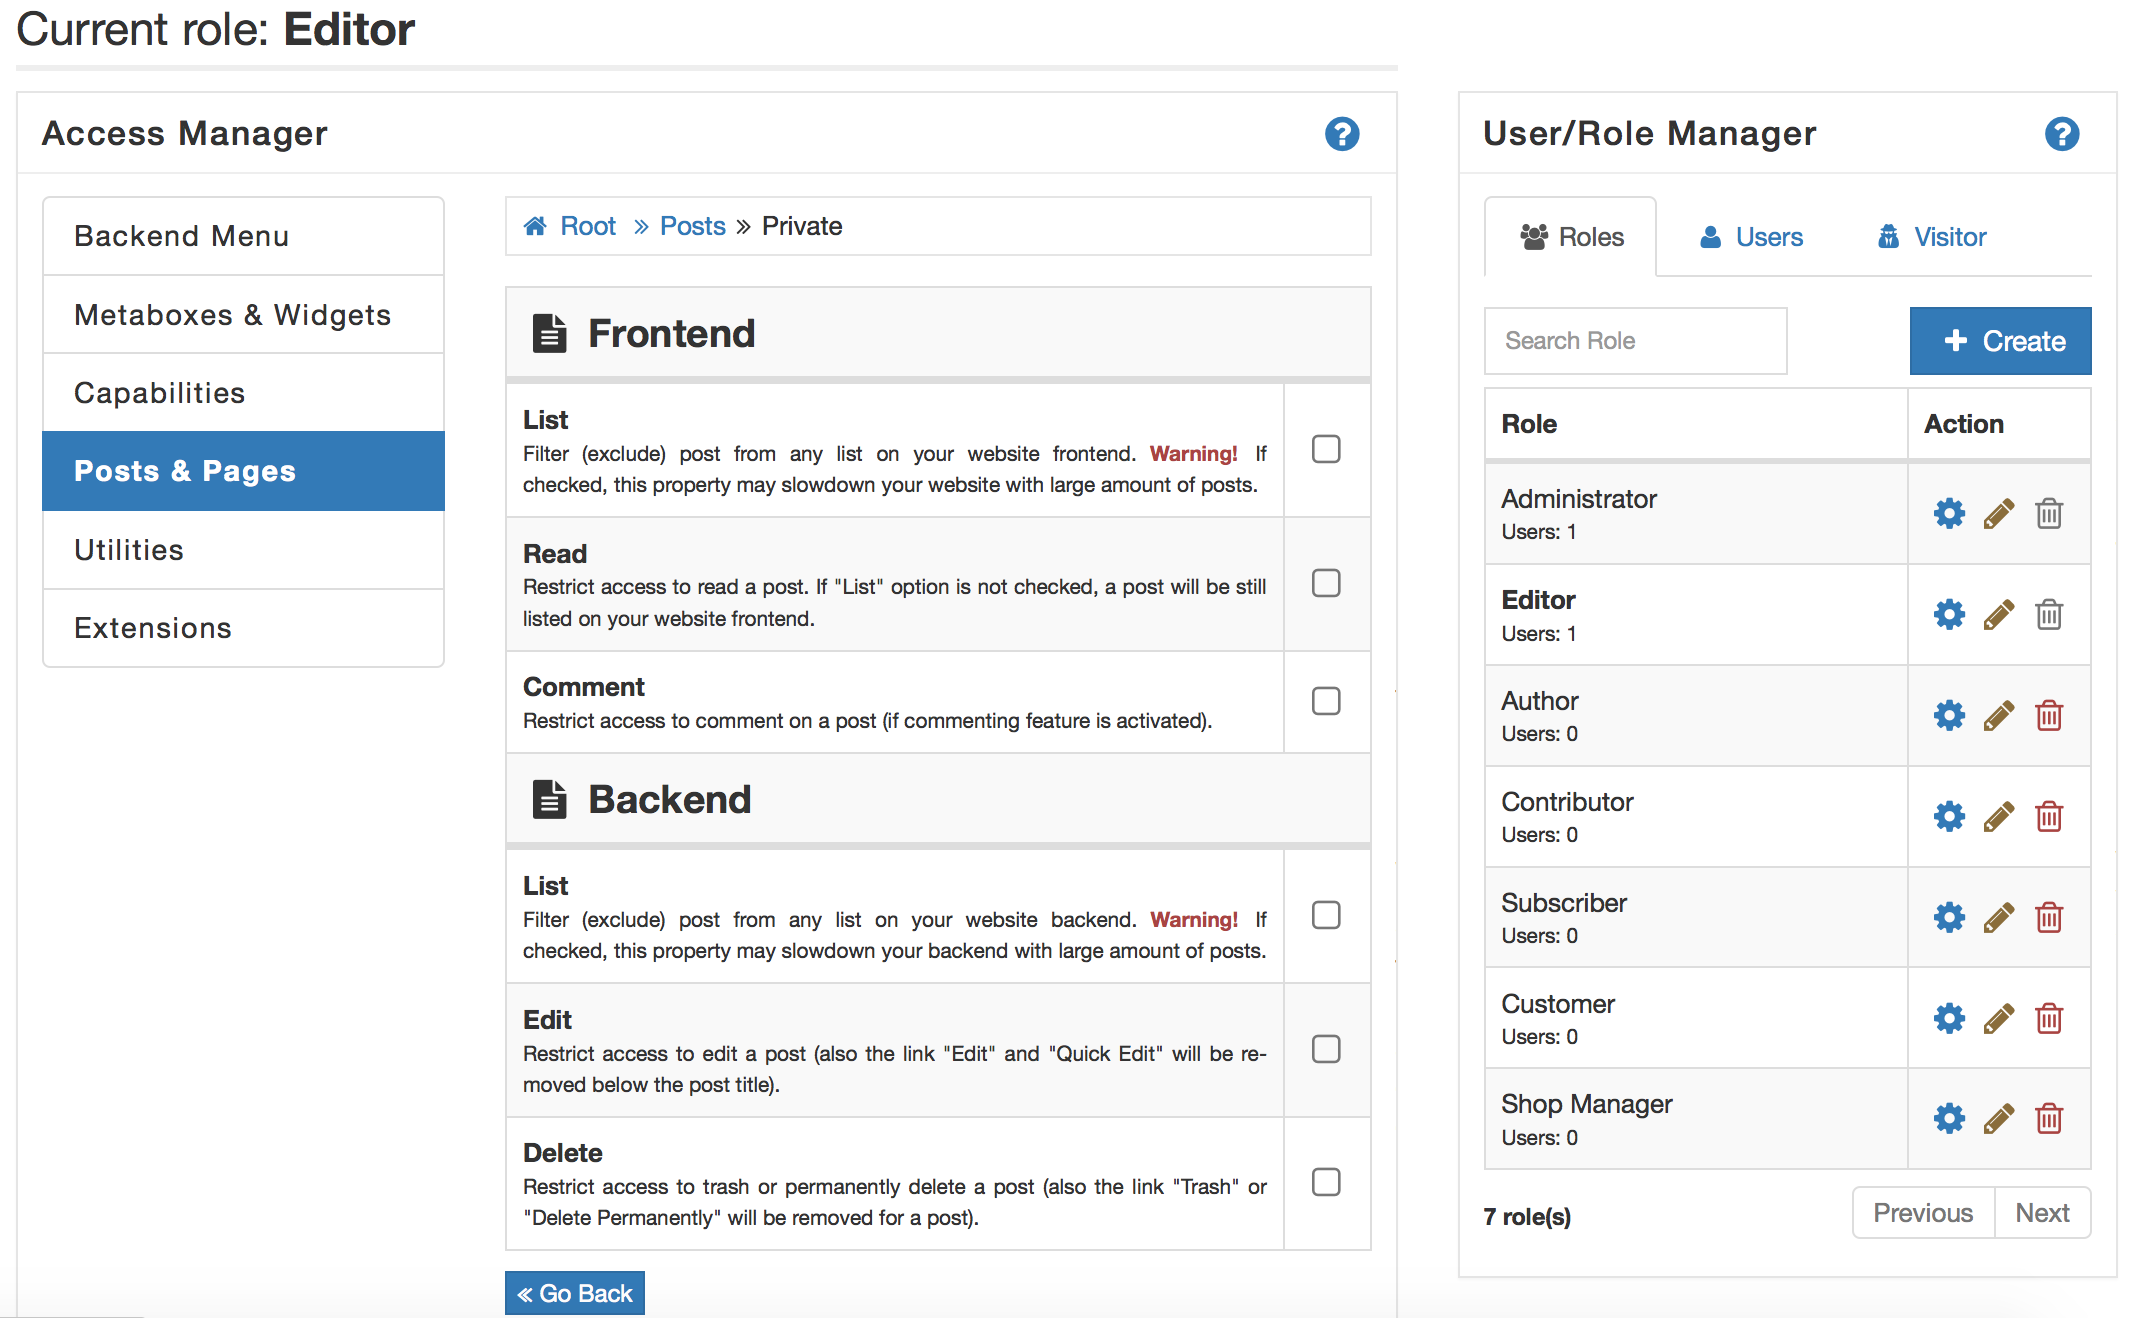 Current role: Editor
Access Manager
Backend Menu
Metaboxes & Widgets
Capabilities
Posts & Pages
Utilities
Extensions
Root » Posts » Private
Frontend
List
Filter (exclude) post from any list on your website frontend. Warning! If
checked, this property may slowdown your website with large amount of posts.
Read
Restrict access to read a post. If "List" option is not checked, a post will be still
listed on your website frontend.
Comment
Restrict access to comment on a post (if commenting feature is activated).
Backend
List
Filter (exclude) post from any list on your website backend. Warning! If
checked, this property may slowdown your backend with large amount of posts.
Edit
Restrict access to edit a post (also the link "Edit" and "Quick Edit" will be re-
moved below the post title).
Delete
Restrict access to trash or permanently delete a post (also the link "Trash" or
"Delete Permanently" will be removed for a post).
« Go Back
User/Role Manager
Roles Users Visitor
Search Role
+ Create
Role Action
Administrator
Users: 1
Editor
Users: 1
Author
Users: 0
Contributor
Users: 0
Subscriber
Users: 0
Customer
Users: 0
Shop Manager
Users: 0
7 role(s)
Previous Next